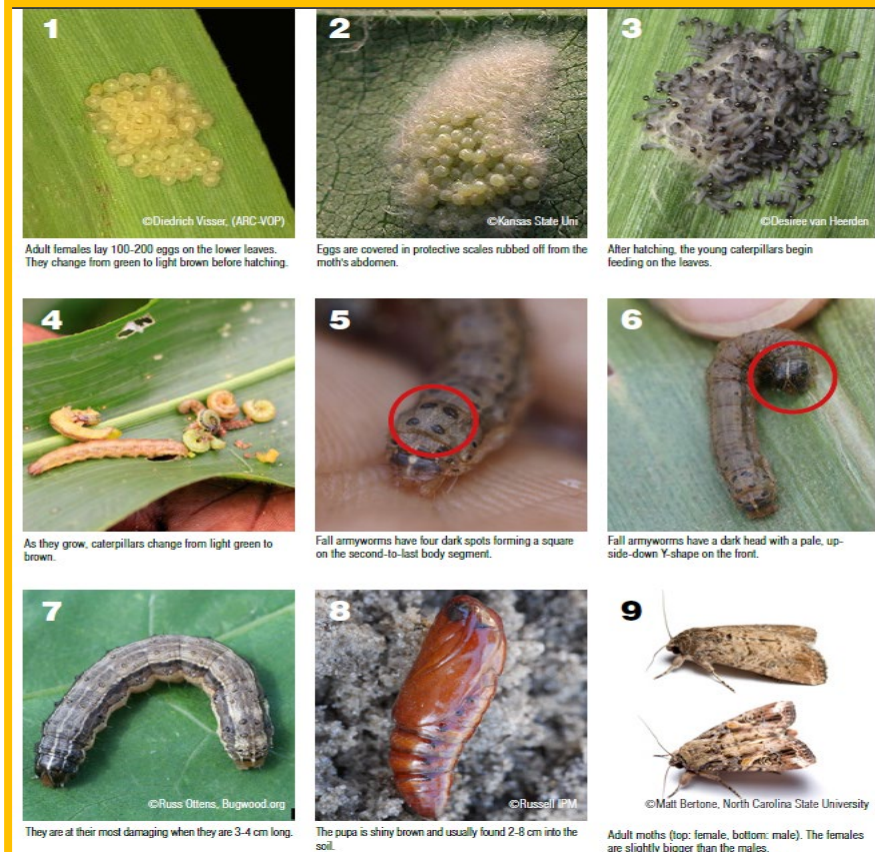 1
2
3
©Diedrich Visser, (ARC-VOP)
©Kansas State Uni
©Desiree van Heerden
Adult females lay 100-200 eggs on the lower leaves.
They change from green to light brown before hatching.
Eggs are covered in protective scales rubbed off from the
moth's abdomen.
After hatching, the young caterpillars begin
feeding on the leaves.
4
5
6
As they grow, caterpillars change from light green to
brown.
Fall armyworms have four dark spots forming a square
on the second-to-last body segment.
Fall armyworms have a dark head with a pale, up-
side-down Y-shape on the front.
7
8
9
©Russ Ottens, Bugwood.org
©Russell IPM
©Matt Bertone, North Carolina State University
They are at their most damaging when they are 3-4 cm long.
The pupa is shiny brown and usually found 2-8 cm into the
soil.
Adult moths (top: female, bottom: male). The females
are slightly bigger than the males.